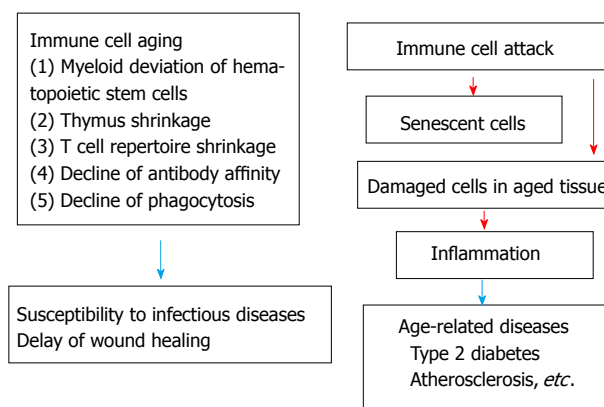 Immune cell aging
(1) Myeloid deviation of hema-
topoietic stem cells
(2) Thymus shrinkage
(3) T cell repertoire shrinkage
(4) Decline of antibody affinity
(5) Decline of phagocytosis
Susceptibility to infectious diseases
Delay of wound healing
Immune cell attack
Senescent cells
Damaged cells in aged tissue
Inflammation
Age-related diseases
Type 2 diabetes
Atherosclerosis, etc.